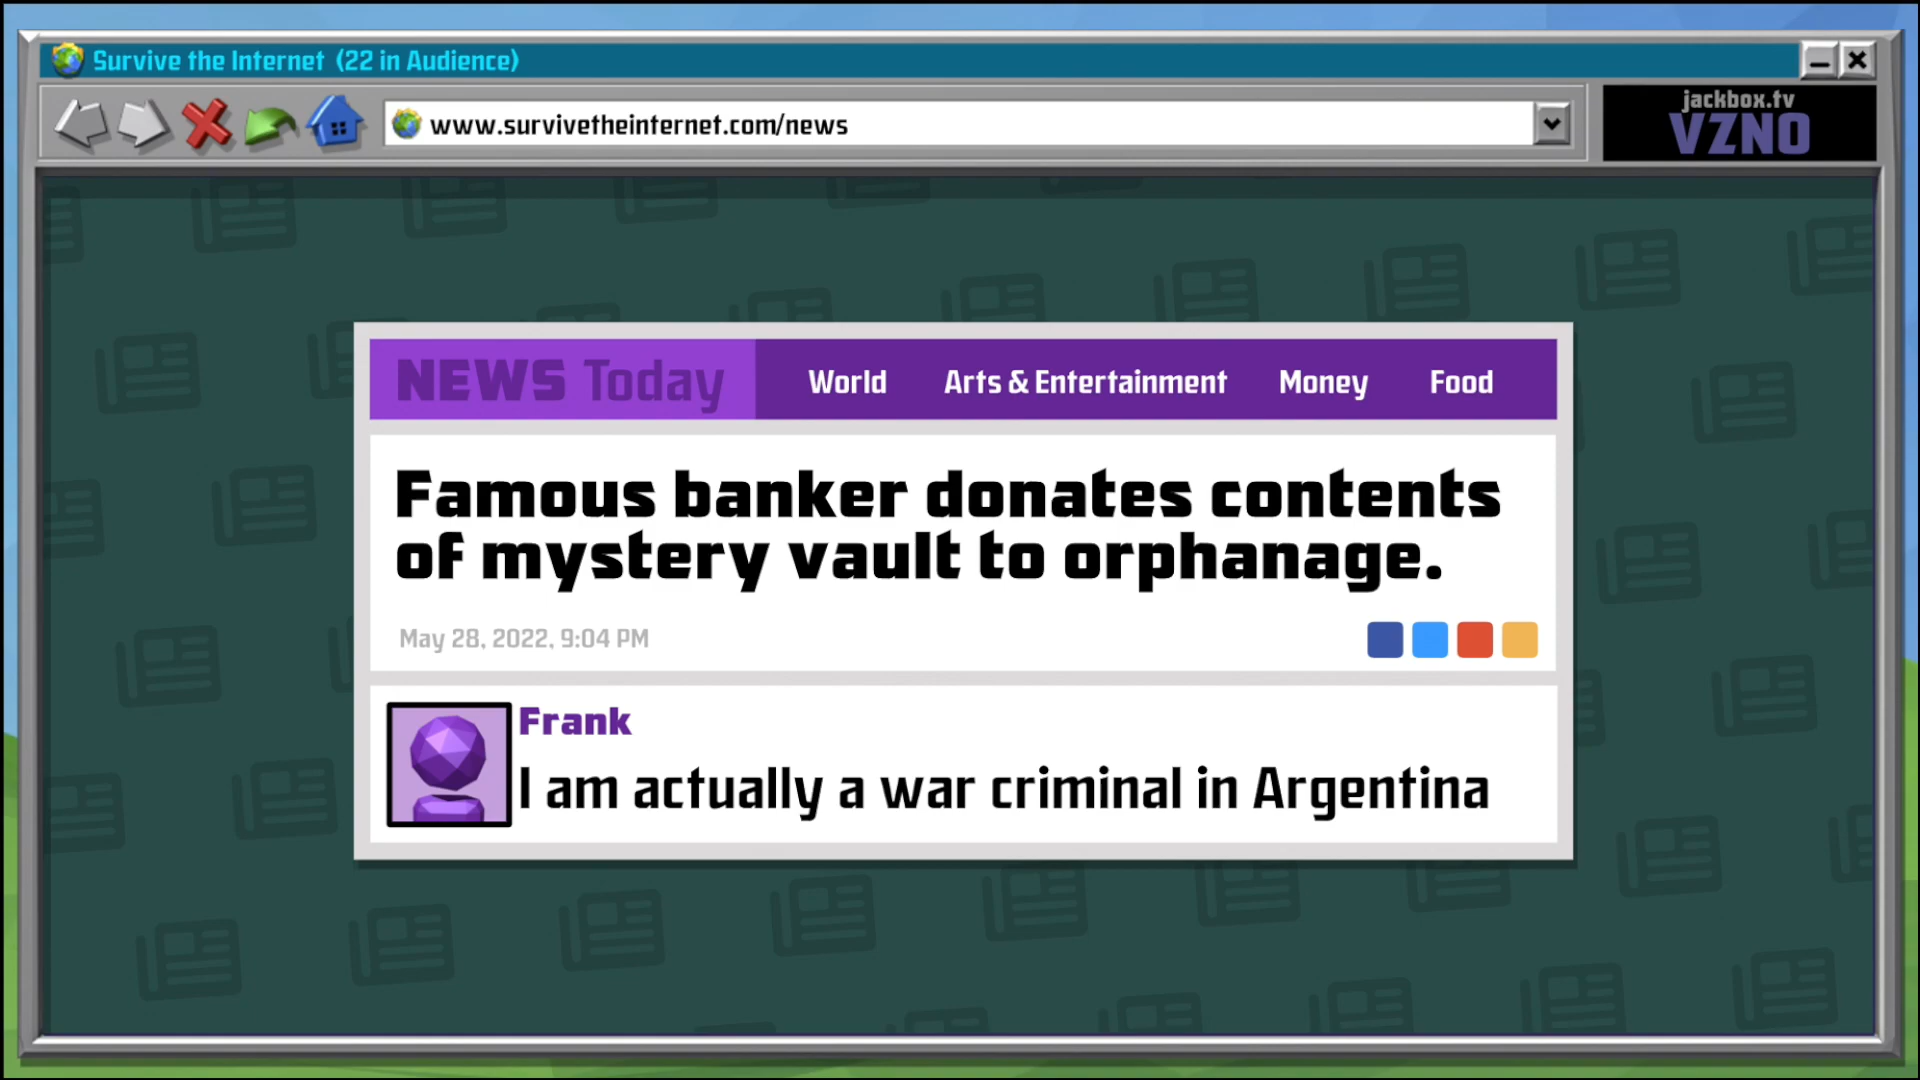 Survive the Internet (22 in Audience)
www.survivetheinternet.com/news
jackbox.tv
VZNO
NEWS Today World Arts & Entertainment Money Food
Famous banker donates contents
of mystery vault to orphanage.
May 28, 2022, 9:04 PM
Frank
I am actually a war criminal in Argentina